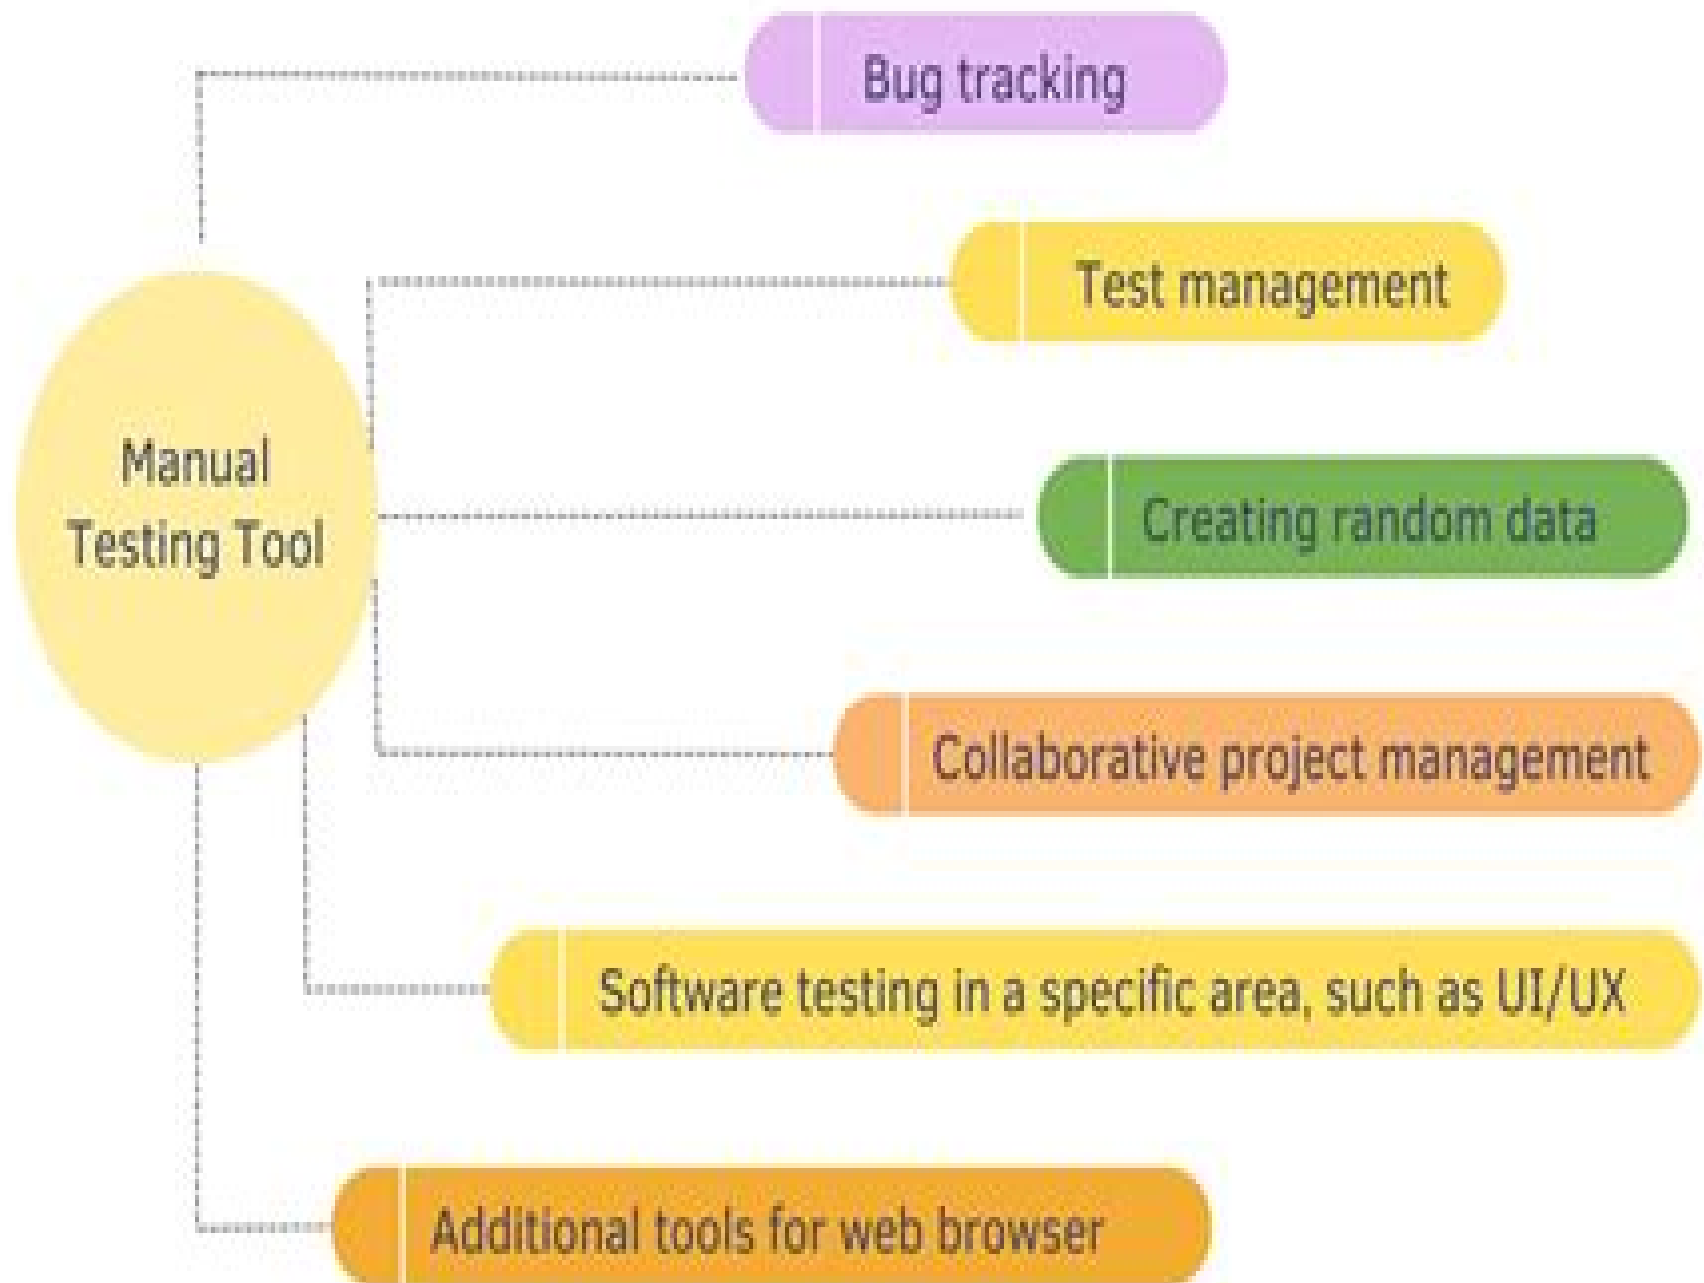 Bug tracking
Test management
Manual
Testing Tool
Creating random data
Collaborative project management
Software testing in a specific area, such as UI/UX
Additional tools for web browser